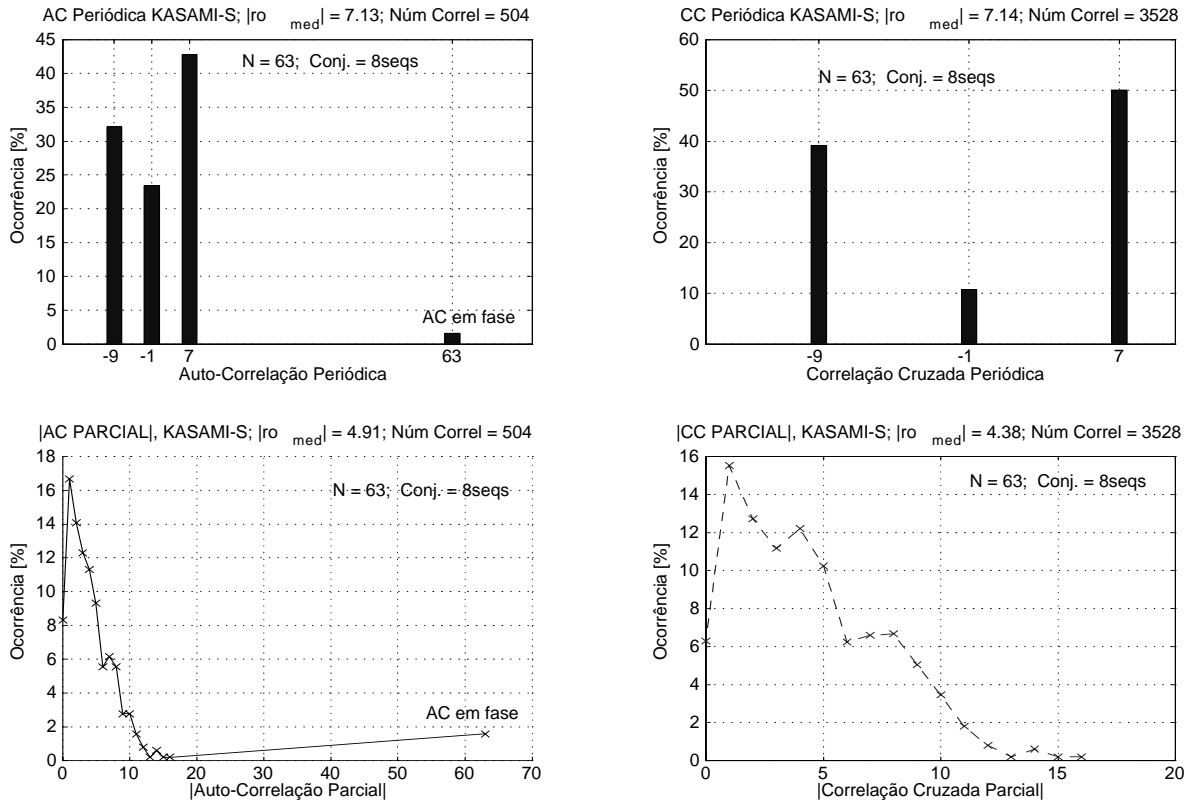 AC Periódica KASAMI-S; |ro med| = 7.13; Núm Correl = 504
45
40
35
30
25
20
15
10
5
0
Ocorrência [%]
N = 63; Conj. = 8seqs
AC em fase
-9 -1 7 63
Auto-Correlação Periódica
CC Periódica KASAMI-S; |ro med| = 7.14; Núm Correl = 3528
60
50
40
30
20
10
0
Ocorrência [%]
N = 63; Conj. = 8seqs
-9 -1 7
Correlação Cruzada Periódica
|AC PARCIAL|, KASAMI-S; |ro med| = 4.91; Núm Correl = 504
18
16
14
12
10
8
6
4
2
0
Ocorrência [%]
N = 63; Conj. = 8seqs
AC em fase
0 10 20 30 40 50 60 70
|Auto-Correlação Parcial|
|CC PARCIAL|, KASAMI-S; |ro med| = 4.38; Núm Correl = 3528
16
14
12
10
8
6
4
2
0
Ocorrência [%]
N = 63; Conj. = 8seqs
0 5 10 15 20
|Correlação Cruzada Parcial|